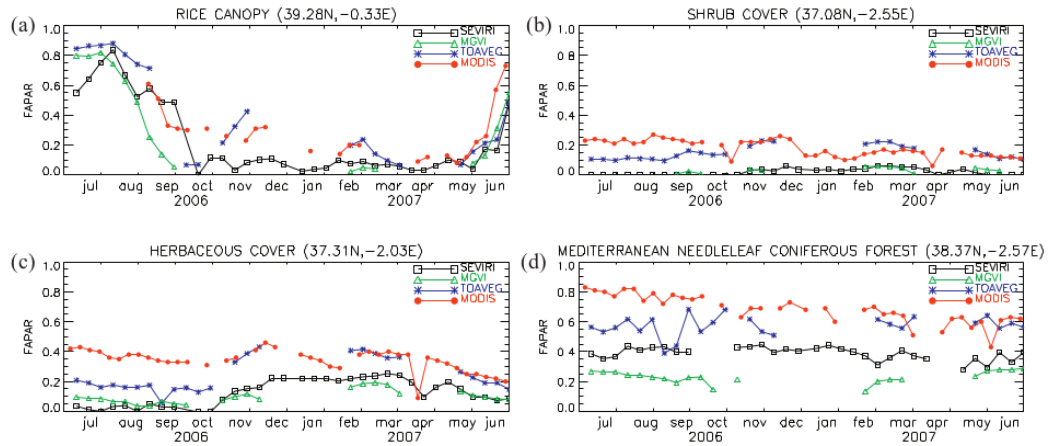 (a) RICE CANOPY (39.28N,−0.33E)
SEVIRI
MGVI
TOAVEG
MODIS
FAPAR
1.0
0.8
0.6
0.4
0.2
0.0
jul aug sep oct nov dec jan feb mar apr may jun
2006 2007
(b) SHRUB COVER (37.08N,−2.55E)
SEVIRI
MGVI
TOAVEG
MODIS
FAPAR
1.0
0.8
0.6
0.4
0.2
0.0
jul aug sep oct nov dec jan feb mar apr may jun
2006 2007
(c) HERBACEOUS COVER (37.31N,−2.03E)
SEVIRI
MGVI
TOAVEG
MODIS
FAPAR
1.0
0.8
0.6
0.4
0.2
0.0
jul aug sep oct nov dec jan feb mar apr may jun
2006 2007
(d) MEDITERRANEAN NEEDLELEAF CONIFEROUS FOREST (38.37N,−2.57E)
SEVIRI
MGVI
TOAVEG
MODIS
FAPAR
1.0
0.8
0.6
0.4
0.2
0.0
jul aug sep oct nov dec jan feb mar apr may jun
2006 2007